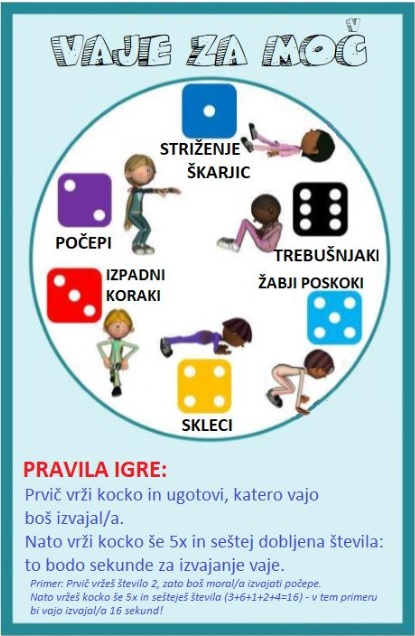 VAJE ZA MOČ
STRIŽENJE
ŠKARJIC
POČEPI
TREBUŠNJAKI
IZPADNI
KORAKI
ŽABJI POSKOKI
SKLECI
PRAVILA IGRE:
Prvič vrži kocko in ugotovi, katero vajo
boš izvajal/a.
Nato vrži kocko še 5x in seštej dobljena števila:
to bodo sekunde za izvajanje vaje.
Primer: Prvič vržeš število 2, zato boš moral/a izvajati počepe.
Nato vržeš kocko še 5x in sešteješ števila (3+6+1+2+4=16) - v tem primeru
bi vajo izvajal/a 16 sekund!